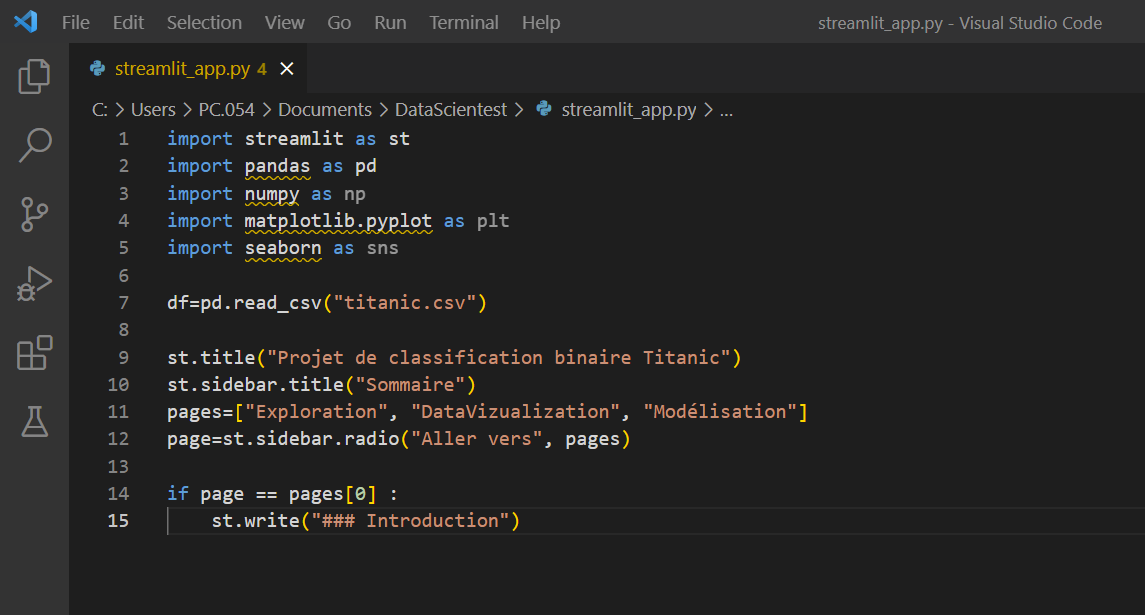 File Edit Selection View Go Run Terminal Help streamlit_app.py - Visual Studio Code
streamlit_app.py 4
C: > Users > PC.054 > Documents > DataScientest > streamlit_app.py > ...
1 import streamlit as st
2 import pandas as pd
3 import numpy as np
4 import matplotlib.pyplot as plt
5 import seaborn as sns
6
7 df=pd.read_csv("titanic.csv")
8
9 st.title("Projet de classification binaire Titanic")
10 st.sidebar.title("Sommaire")
11 pages=["Exploration", "DataVizualization", "Modélisation"]
12 page=st.sidebar.radio("Aller vers", pages)
13
14 if page == pages[0] :
15     st.write("### Introduction")